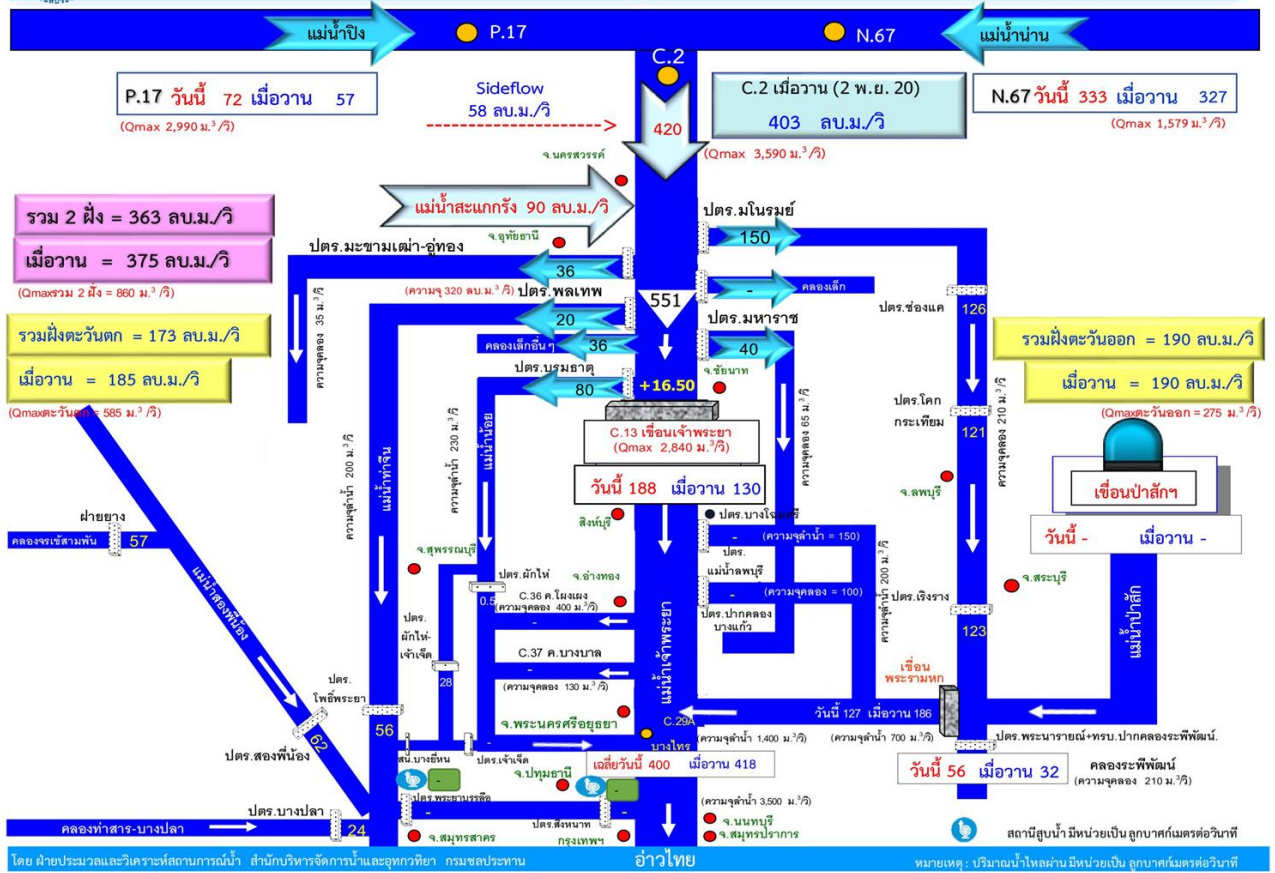 แม่น้ำปิง
P.17
C.2
N.67
แม่น้ำน่าน
P.17 วันนี้ 72 เมื่อวาน 57
(Qmax 2,990 ม.³/วิ)
Sideflow
58 ลบ.ม./วิ
420
C.2 เมื่อวาน (2 พ.ย. 20)
403 ลบ.ม./วิ
(Qmax 3,590 ม.³/วิ)
N.67 วันนี้ 333 เมื่อวาน 327
(Qmax 1,579 ม.³/วิ)
จ.นครสวรรค์
แม่น้ำสะแกกรัง 90 ลบ.ม./วิ
รวม 2 ฝั่ง = 363 ลบ.ม./วิ
เมื่อวาน = 375 ลบ.ม./วิ
(Qmaxรวม 2 ฝั่ง = 860 ม.³/วิ)
จ.อุทัยธานี
ปตร.มโนรมย์
150
ปตร.มะขามเฒ่า-อู่ทอง
36
(ความจุ 320 ลบ.ม.³/วิ)
ปตร.พลเทพ
20
551
-
คลองเล็ก
ปตร.มหาราช
40
ปตร.ช่องแค
126
รวมฝั่งตะวันตก = 173 ลบ.ม./วิ
เมื่อวาน = 185 ลบ.ม./วิ
(Qmaxตะวันตก = 585 ม.³/วิ)
รวมฝั่งตะวันออก = 190 ลบ.ม./วิ
เมื่อวาน = 190 ลบ.ม./วิ
(Qmaxตะวันออก = 275 ม.³/วิ)
ความจุคลอง 35 ม.³/วิ
คลองเล็กอื่น ๆ
36
ปตร.บรมธาตุ
80
+16.50
จ.ชัยนาท
C.13 เขื่อนเจ้าพระยา
(Qmax 2,840 ม.³/วิ)
วันนี้ 188 เมื่อวาน 130
ความจุคลอง 65 ม.³/วิ
ปตร.โคก
กระเทียม
121
ความจุคลอง 210 ม.³/วิ
เขื่อนป่าสักฯ
วันนี้ - เมื่อวาน -
จ.ลพบุรี
ความจุลำน้ำ 200 ม.³/วิ
แม่น้ำท่าจีน
ความจุลำน้ำ 230 ม.³/วิ
แม่น้ำน้อย
ฝายยาง
คลองจรเข้สามพัน
57
แม่น้ำสองพี่น้อง
จ.สุพรรณบุรี
สิงห์บุรี
ปตร.บางโฉมศรี
-
(ความจุลำน้ำ = 150)
ปตร.
แม่น้ำลพบุรี
-
(ความจุคลอง = 100)
ปตร.ปากคลอง
บางแก้ว
ความจุลำน้ำ 200 ม.³/วิ
ปตร.ผักไห่
0.5
จ.อ่างทอง
C.36 ค.โผงเผง
(ความจุคลอง 400 ม.³/วิ)
-
C.37 ค.บางบาล
-
(ความจุคลอง 130 ม.³/วิ)
แม่น้ำเจ้าพระยา
ปตร.
ผักไห่-
เจ้าเจ็ด
28
ปตร.เริงราง
123
จ.สระบุรี
แม่น้ำป่าสัก
เขื่อน
พระรามหก
วันนี้ 127 เมื่อวาน 186
(ความจุลำน้ำ 700 ม.³/วิ)
C.29A
(ความจุลำน้ำ 1,400 ม.³/วิ)
ปตร.
โพธิ์พระยา
56
62
ปตร.สองพี่น้อง
จ.พระนครศรีอยุธยา
บางไทร
เฉลี่ยวันนี้ 400 เมื่อวาน 418
สน.บางยี่หน
ปตร.เจ้าเจ็ด
-
จ.ปทุมธานี
-
-
ปตร.พระนารายณ์+ทรบ.ปากคลองระพีพัฒน์.
วันนี้ 56 เมื่อวาน 32
คลองระพีพัฒน์
(ความจุคลอง 210 ม.³/วิ)
ปตร.พระยาบรรลือ
-
-
ปตร.สิงหนาท
(ความจุลำน้ำ 3,500 ม.³/วิ)
ปตร.บางปลา
คลองท่าสาร-บางปลา
24
จ.สมุทรสาคร
กรุงเทพฯ
จ.นนทบุรี
จ.สมุทรปราการ
สถานีสูบน้ำ มีหน่วยเป็น ลูกบาศก์เมตรต่อวินาที
โดย ฝ่ายประมวลและวิเคราะห์สถานการณ์น้ำ สำนักบริหารจัดการน้ำและอุทกวิทยา กรมชลประทาน
อ่าวไทย
หมายเหตุ : ปริมาณน้ำไหลผ่าน มีหน่วยเป็น ลูกบาศก์เมตรต่อวินาที